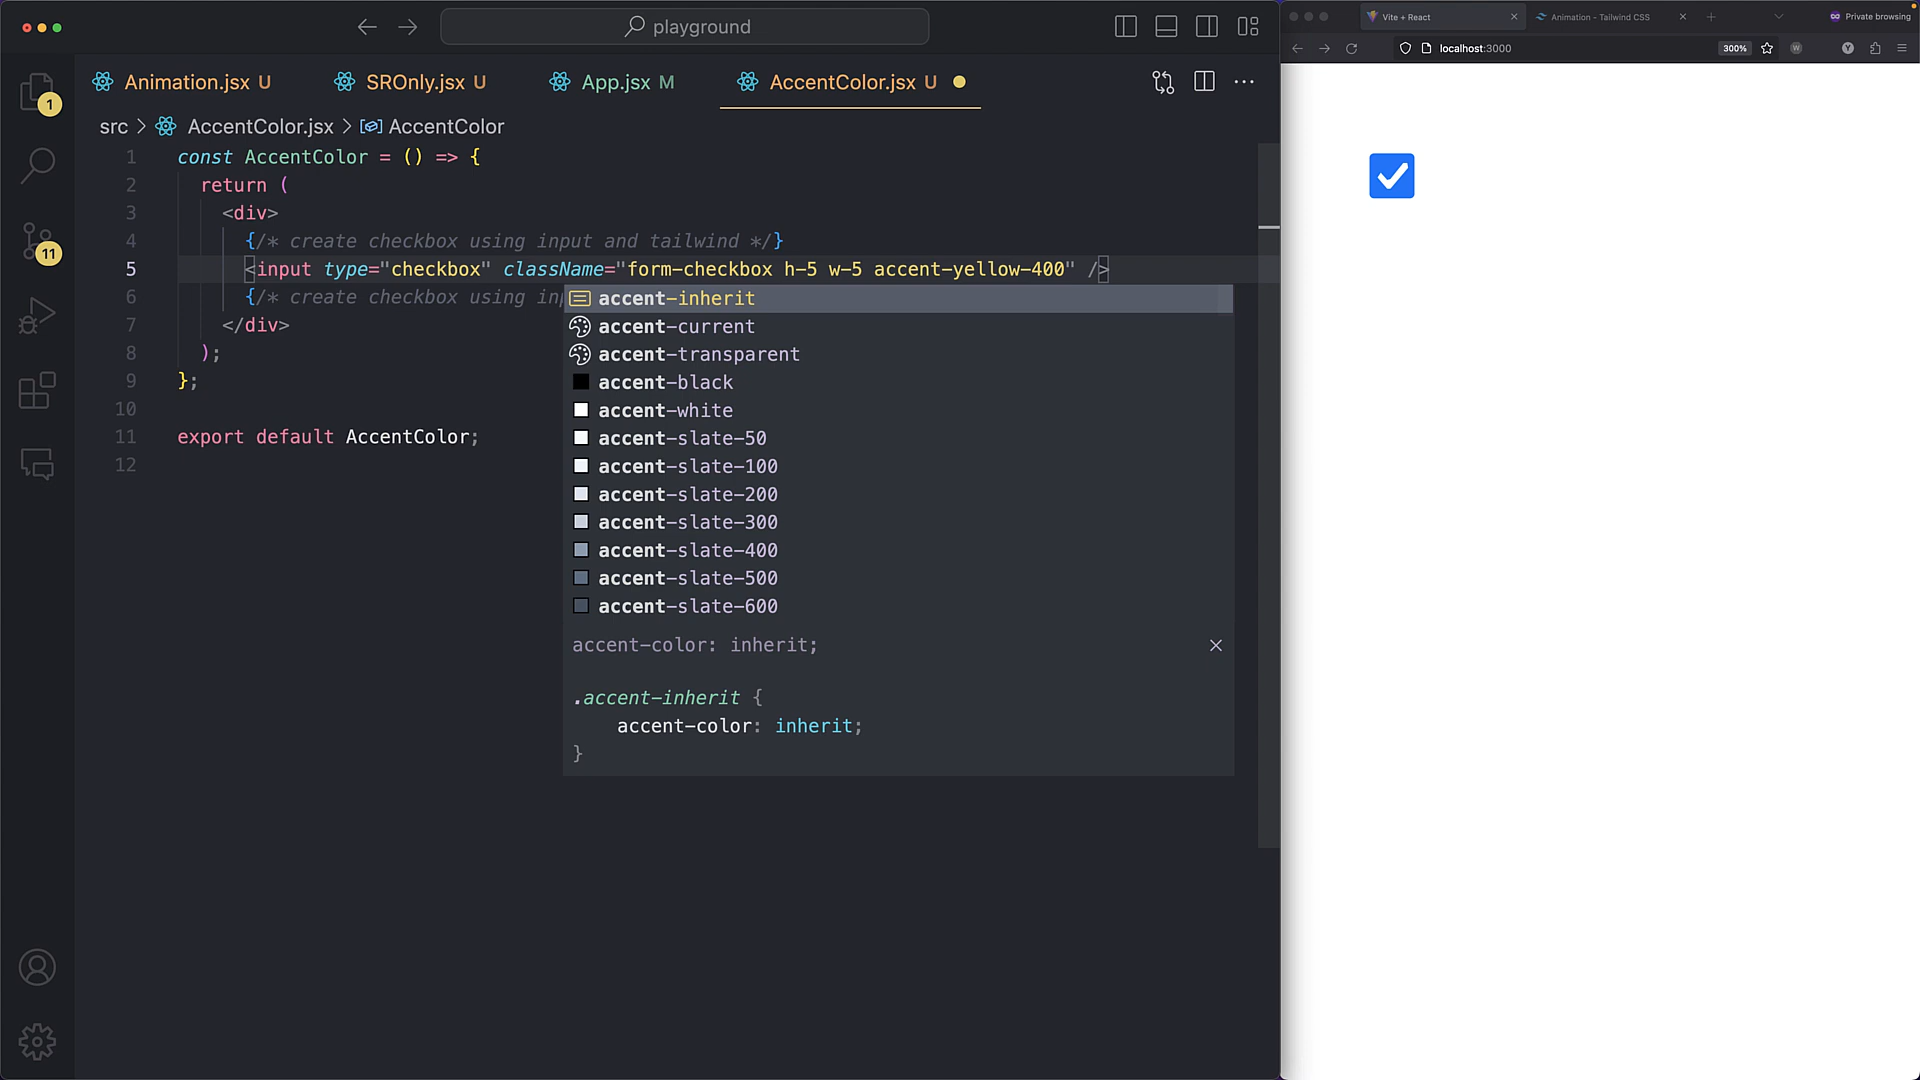 playground
Vite + React
Animation - Tailwind CSS
Private browsing
localhost:3000
300%
W
Y
Animation.jsx U
SROnly.jsx U
App.jsx M
AccentColor.jsx U
1
11
src > AccentColor.jsx > AccentColor
1 const AccentColor = () => {
2 return (
3 <div>
4 {/* create checkbox using input and tailwind */}
5 <input type="checkbox" className="form-checkbox h-5 w-5 accent-yellow-400" />
6 {/* create checkbox using in
7 </div>
8 );
9 };
10
11 export default AccentColor;
12
accent-inherit
accent-current
accent-transparent
accent-black
accent-white
accent-slate-50
accent-slate-100
accent-slate-200
accent-slate-300
accent-slate-400
accent-slate-500
accent-slate-600
accent-color: inherit;
.accent-inherit {
accent-color: inherit;
}